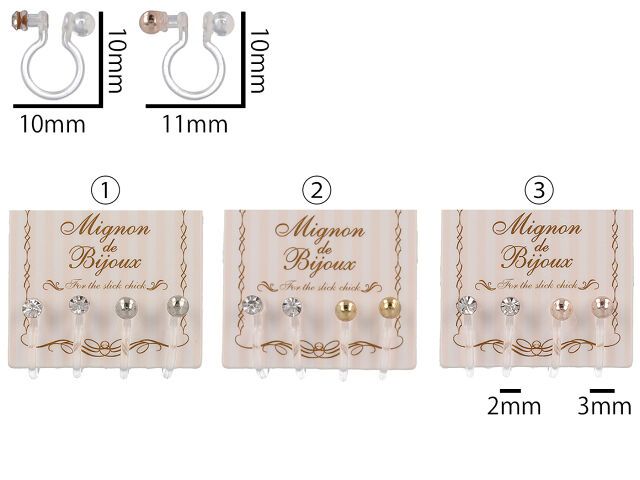 10mm
10mm
10mm
11mm
①
②
③
Mignon
de
Bijoux
For the slick chick
Mignon
de
Bijoux
For the slick chick
Mignon
de
Bijoux
For the slick chick
2mm
3mm